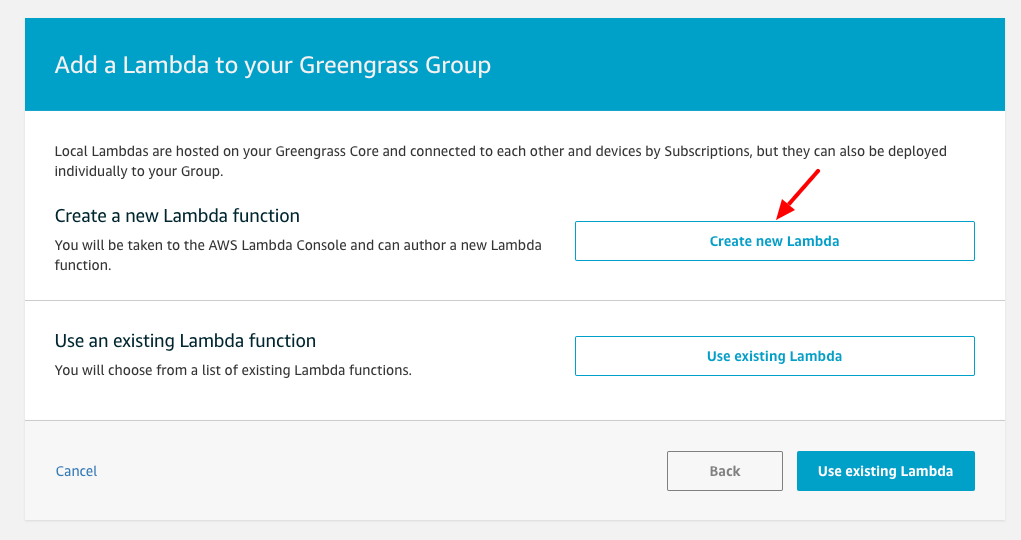 Add a Lambda to your Greengrass Group
Local Lambdas are hosted on your Greengrass Core and connected to each other and devices by Subscriptions, but they can also be deployed
individually to your Group.
Create a new Lambda function
You will be taken to the AWS Lambda Console and can author a new Lambda
function.
Create new Lambda
Use an existing Lambda function
You will choose from a list of existing Lambda functions.
Use existing Lambda
Cancel
Back
Use existing Lambda